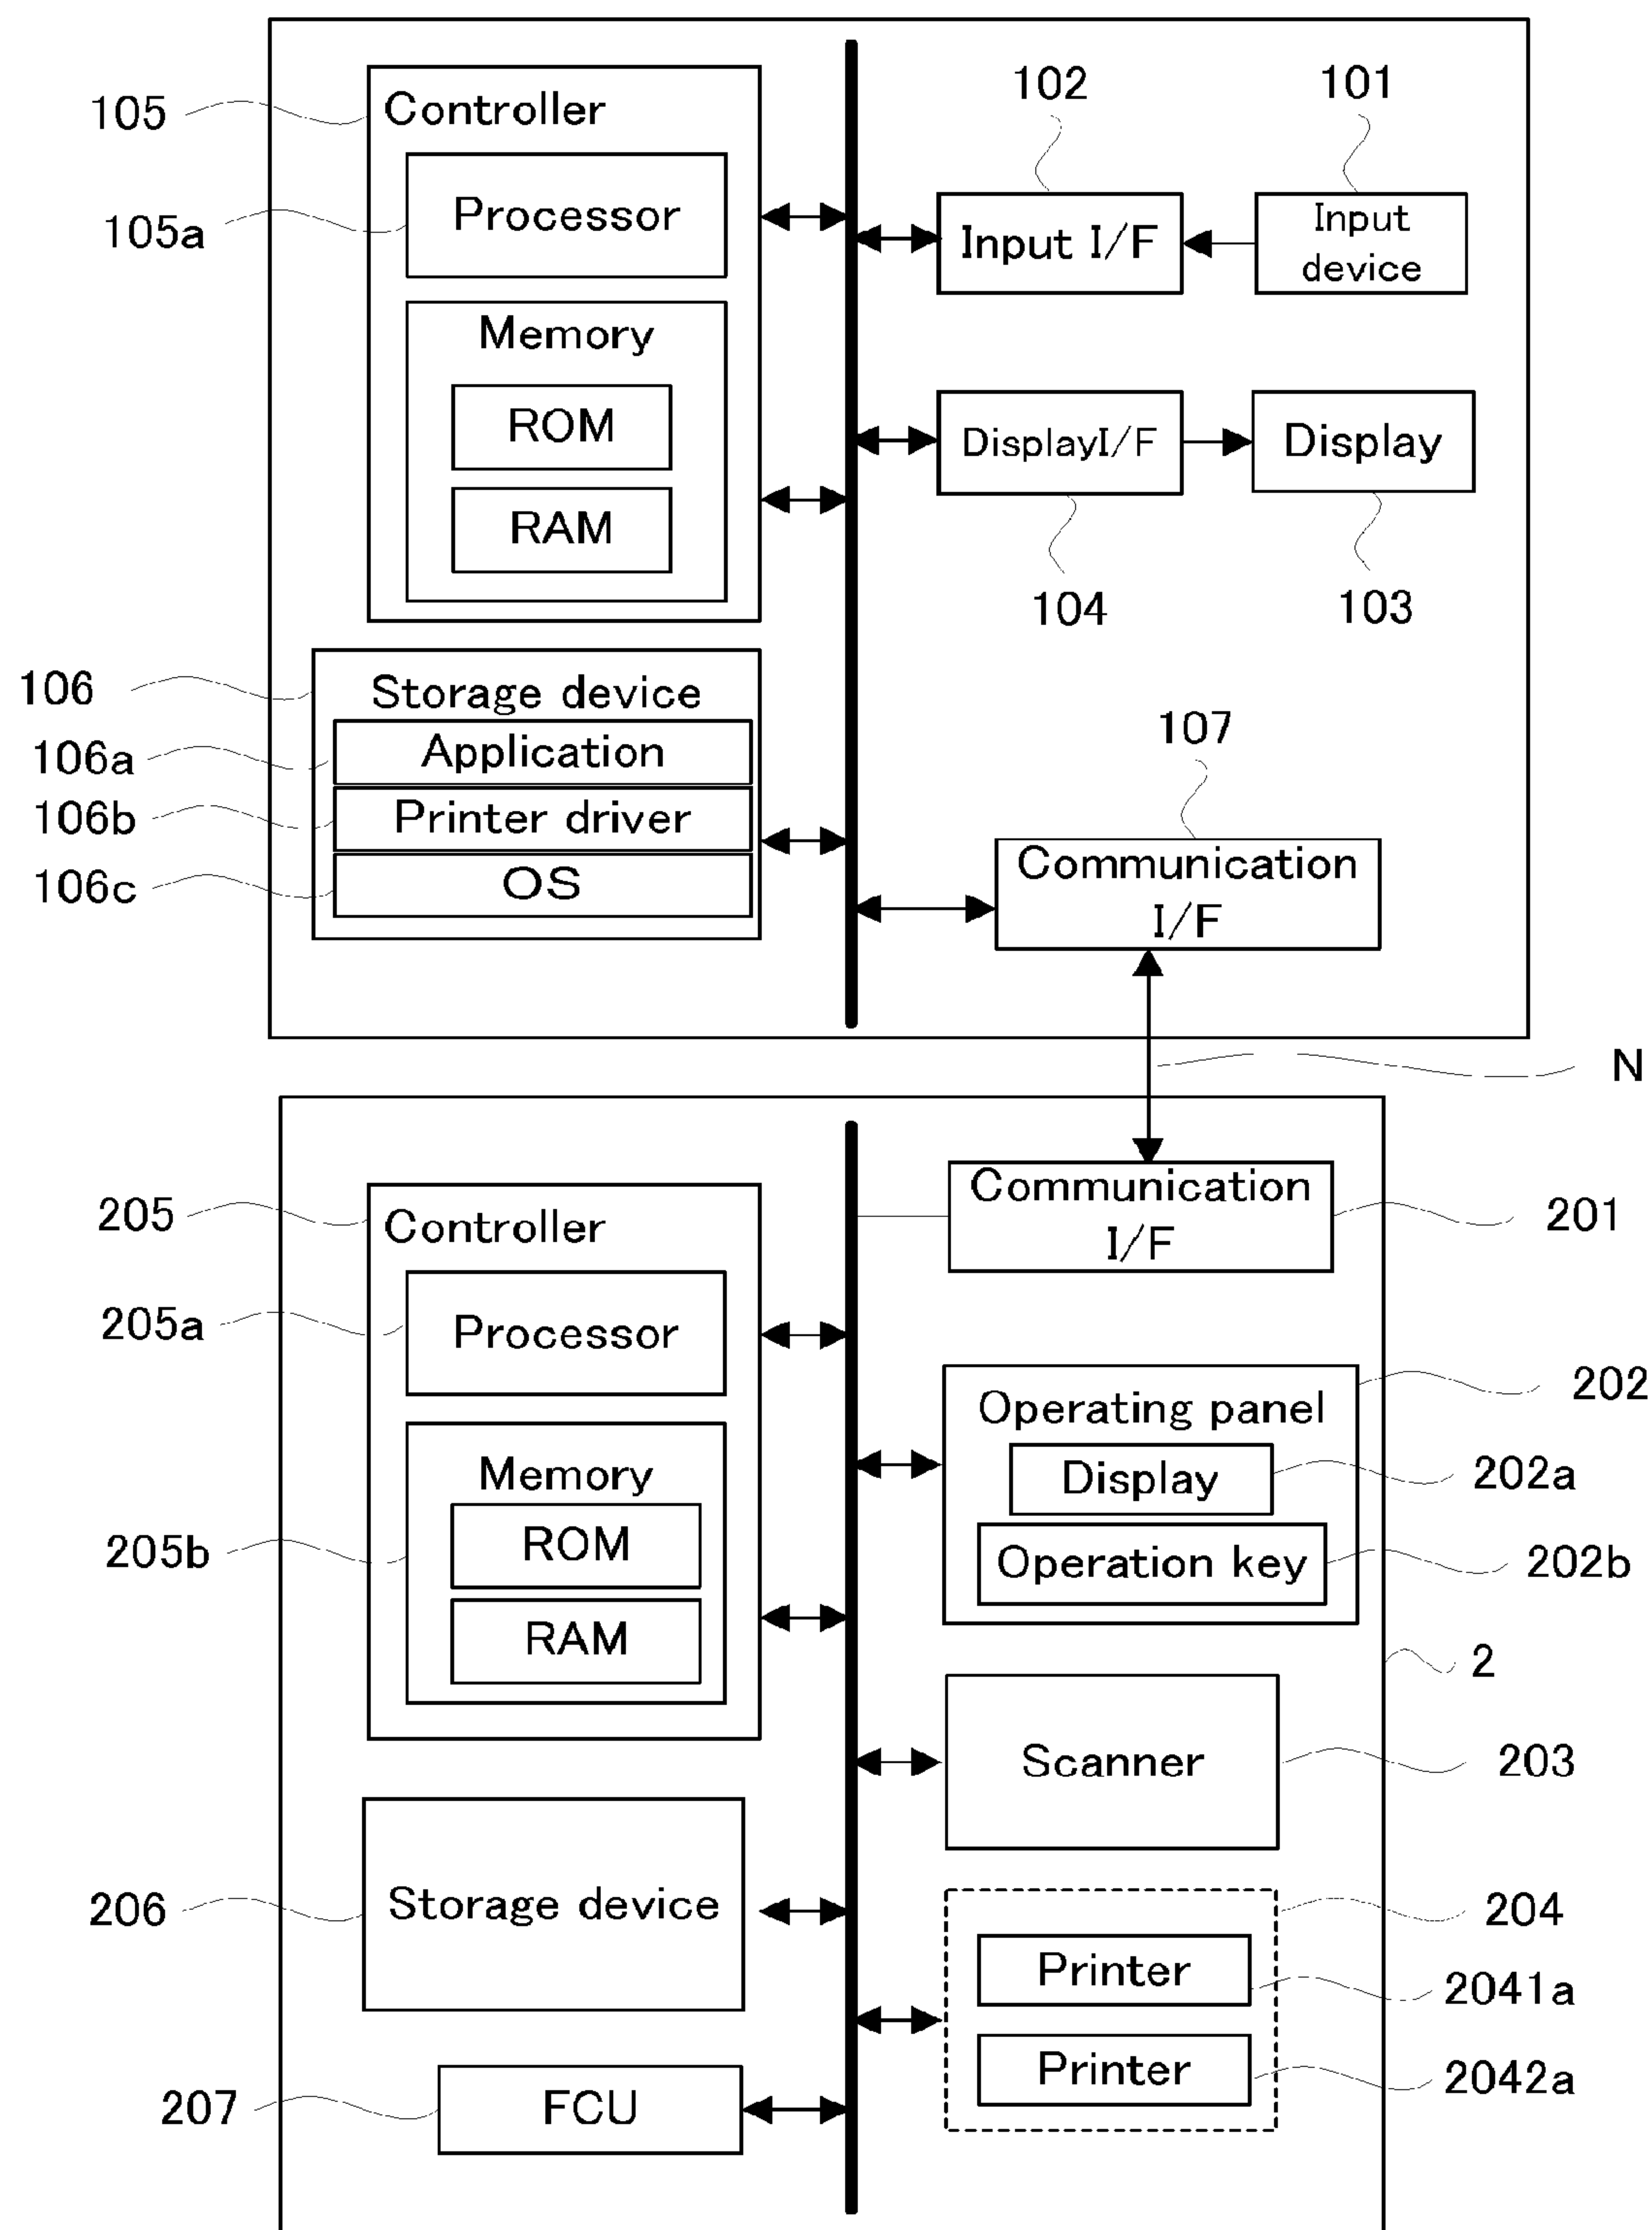 105
Controller
105a
Processor
Memory
ROM
RAM
102
101
Input I/F
Input
device
DisplayI/F
Display
104
103
106
Storage device
106a
Application
106b
Printer driver
106c
OS
107
Communication
I/F
N
205
Controller
205a
Processor
205b
Memory
ROM
RAM
Communication
I/F
201
Operating panel
202
Display
202a
Operation key
202b
2
Scanner
203
206
Storage device
204
Printer
2041a
Printer
2042a
207
FCU